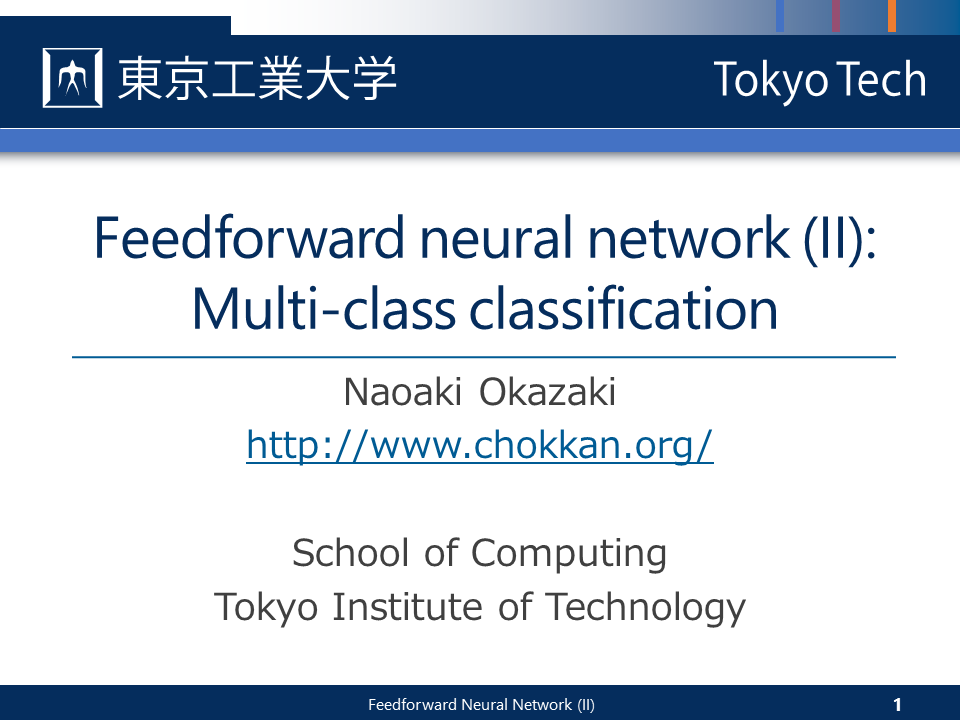 東京工業大学
Tokyo Tech
Feedforward neural network (II):
Multi-class classification
Naoaki Okazaki
http://www.chokkan.org/
School of Computing
Tokyo Institute of Technology
Feedforward Neural Network (II)
1